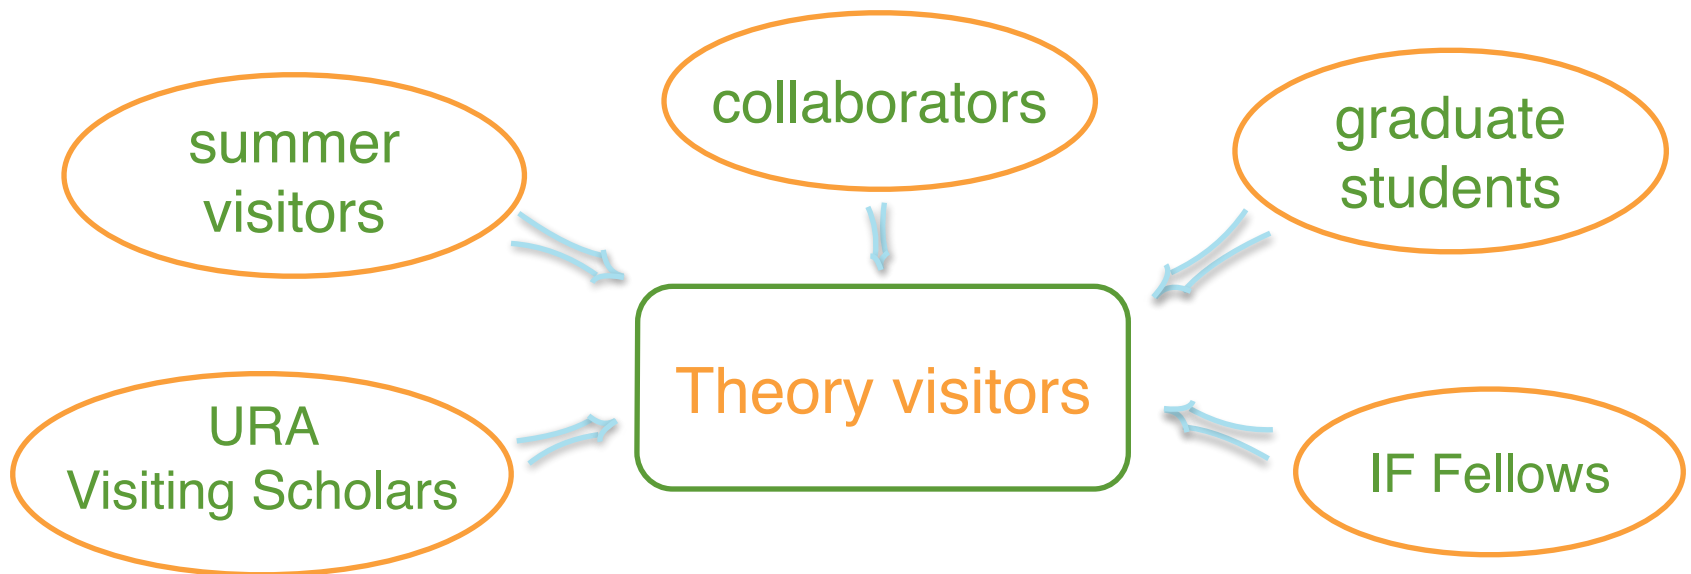 collaborators
summer
visitors
graduate
students
Theory visitors
URA
Visiting Scholars
IF Fellows